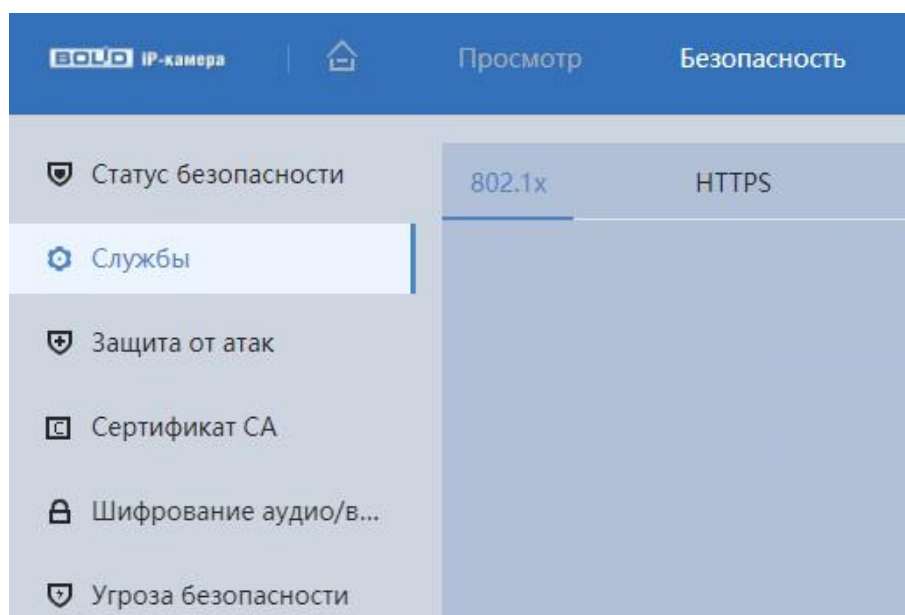 BOLID IP-камера
Просмотр
Безопасность
Статус безопасности
802.1x
HTTPS
Службы
Защита от атак
Сертификат CA
Шифрование аудио/в...
Угроза безопасности